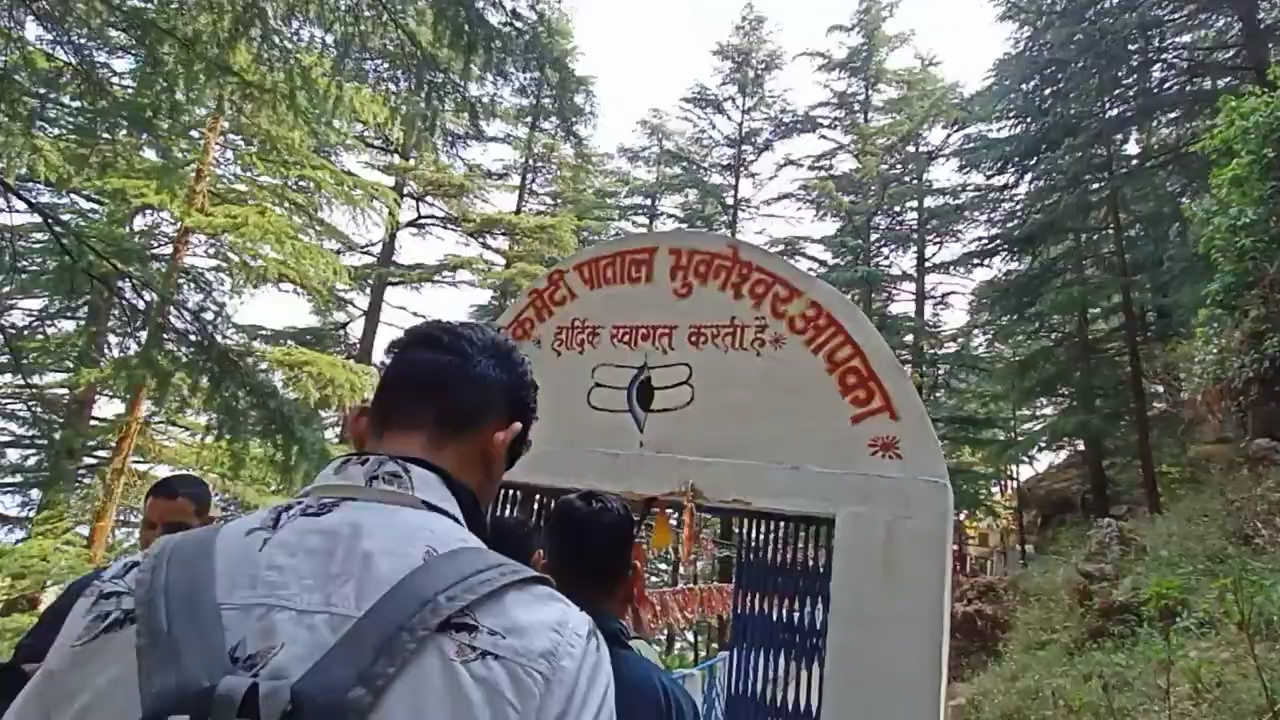 कमेटी पाताल भुवनेश्वर आपका
हार्दिक स्वागत करती है